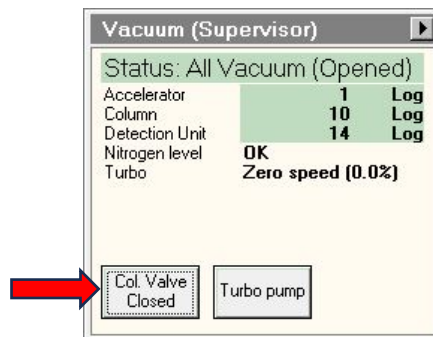 Vacuum (Supervisor)
Status: All Vacuum (Opened)
Accelerator 1 Log
Column 10 Log
Detection Unit 14 Log
Nitrogen level OK
Turbo Zero speed (0.0%)
Col. Valve
Closed
Turbo pump